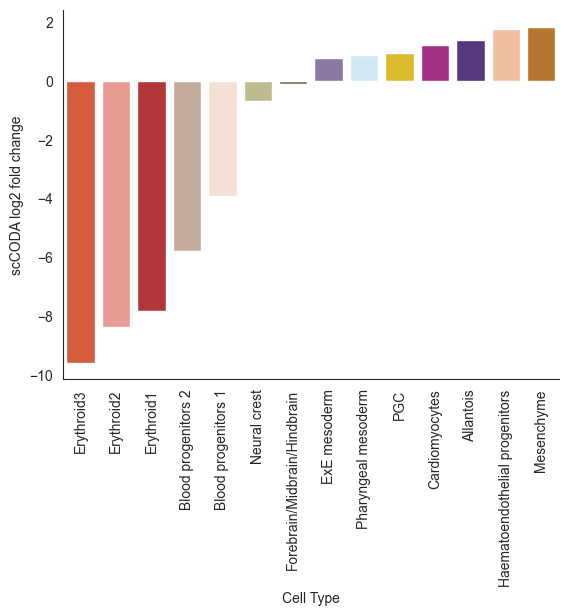 scCODA log2 fold change
2
0
−2
−4
−6
−8
−10
Erythroid3
Erythroid2
Erythroid1
Blood progenitors 2
Blood progenitors 1
Neural crest
Forebrain/Midbrain/Hindbrain
ExE mesoderm
Pharyngeal mesoderm
PGC
Cardiomyocytes
Allantois
Haematoendothelial progenitors
Mesenchyme
Cell Type